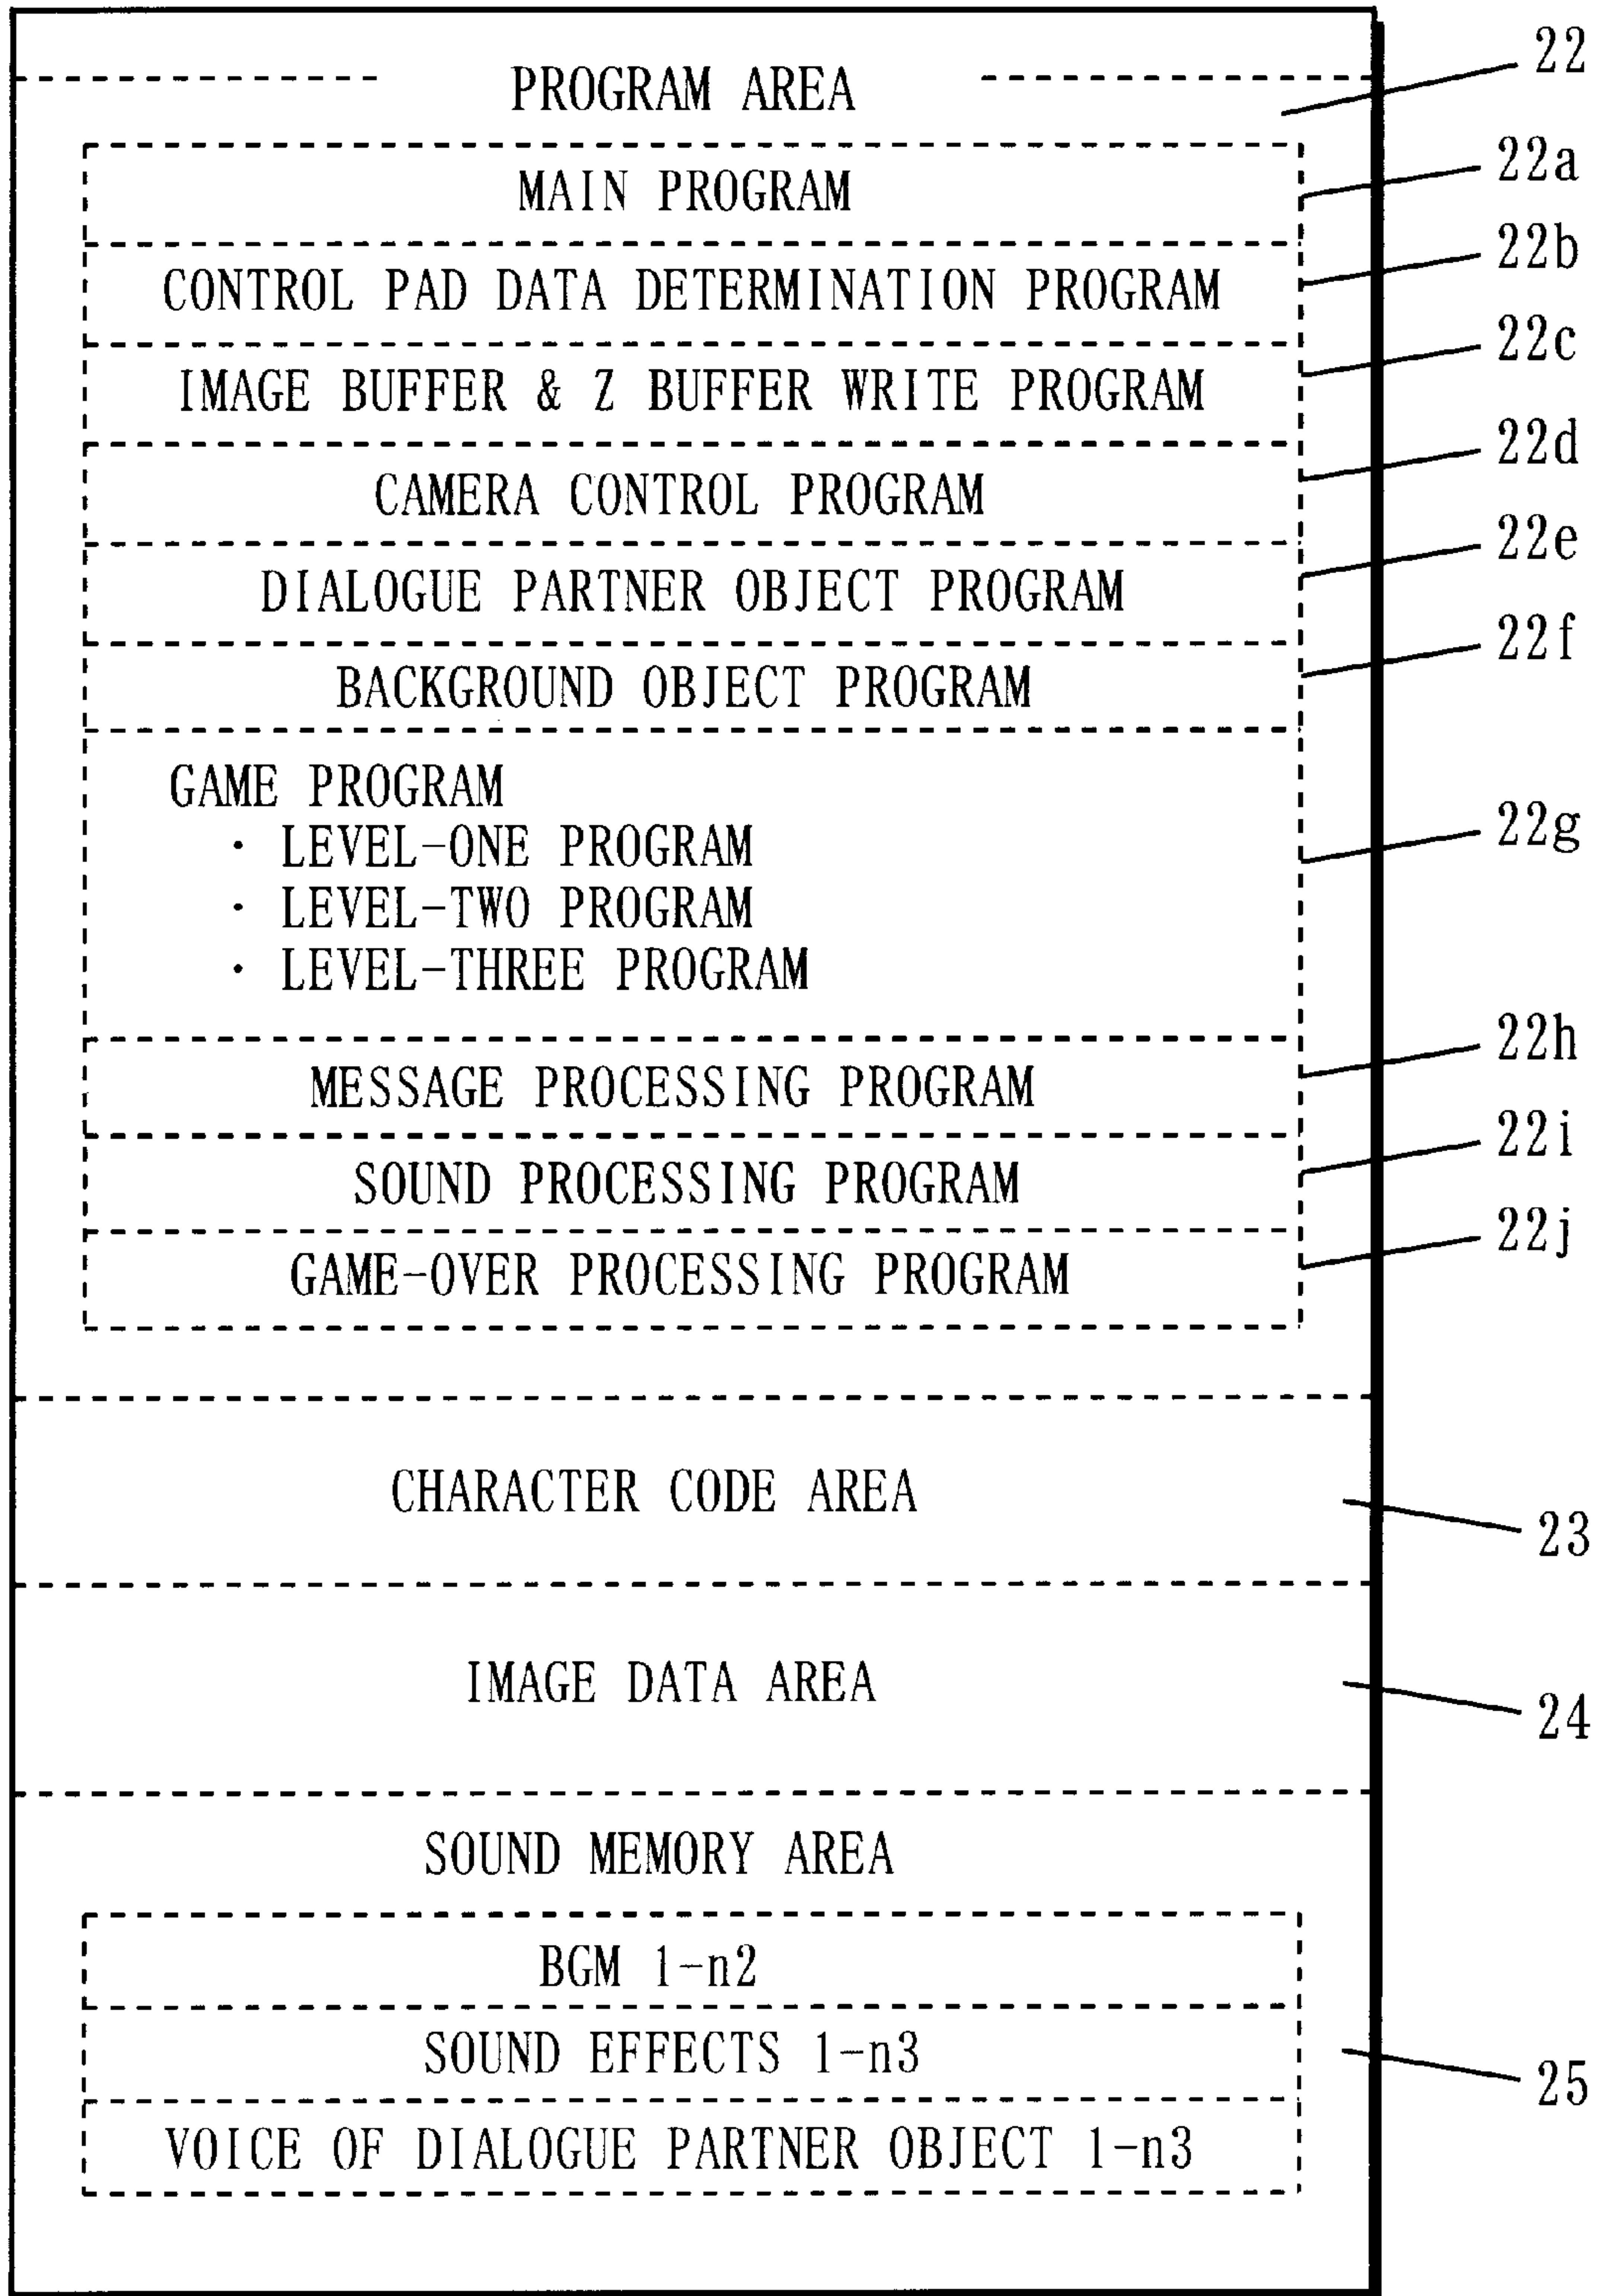 PROGRAM AREA
22
MAIN PROGRAM
22a
CONTROL PAD DATA DETERMINATION PROGRAM
22b
IMAGE BUFFER & Z BUFFER WRITE PROGRAM
22c
CAMERA CONTROL PROGRAM
22d
DIALOGUE PARTNER OBJECT PROGRAM
22e
BACKGROUND OBJECT PROGRAM
22f
GAME PROGRAM
· LEVEL-ONE PROGRAM
· LEVEL-TWO PROGRAM
· LEVEL-THREE PROGRAM
22g
MESSAGE PROCESSING PROGRAM
22h
SOUND PROCESSING PROGRAM
22i
GAME-OVER PROCESSING PROGRAM
22j
CHARACTER CODE AREA
23
IMAGE DATA AREA
24
SOUND MEMORY AREA
BGM 1-n2
SOUND EFFECTS 1-n3
25
VOICE OF DIALOGUE PARTNER OBJECT 1-n3